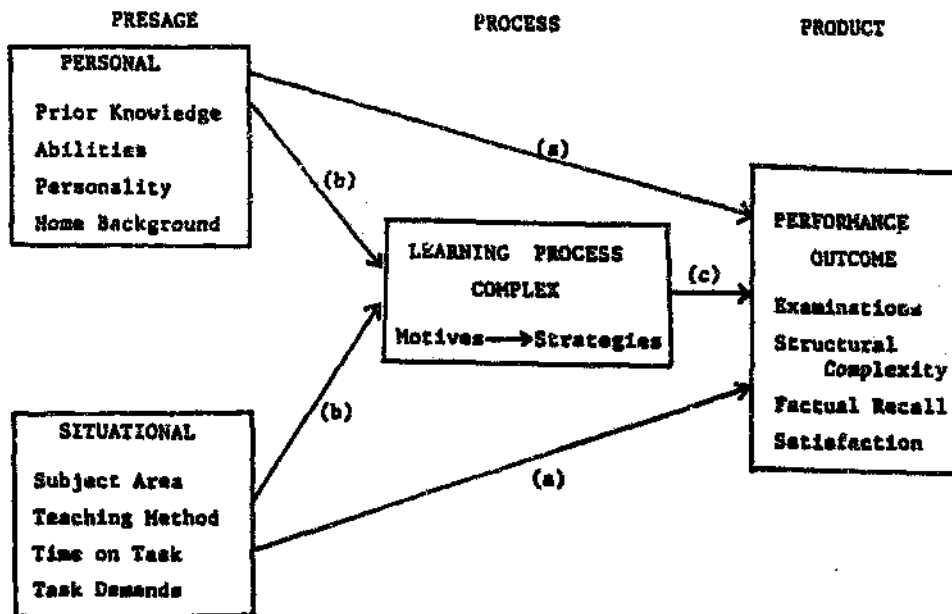 PRESAGE
PROCESS
PRODUCT
PERSONAL
Prior Knowledge
Abilities
Personality
Home Background
(a)
(b)
LEARNING PROCESS
COMPLEX
Motives→Strategies
(c)
PERFORMANCE
OUTCOME
Examinations
Structural
Complexity
Factual Recall
Satisfaction
SITUATIONAL
Subject Area
Teaching Method
Time on Task
Task Demands
(b)
(a)